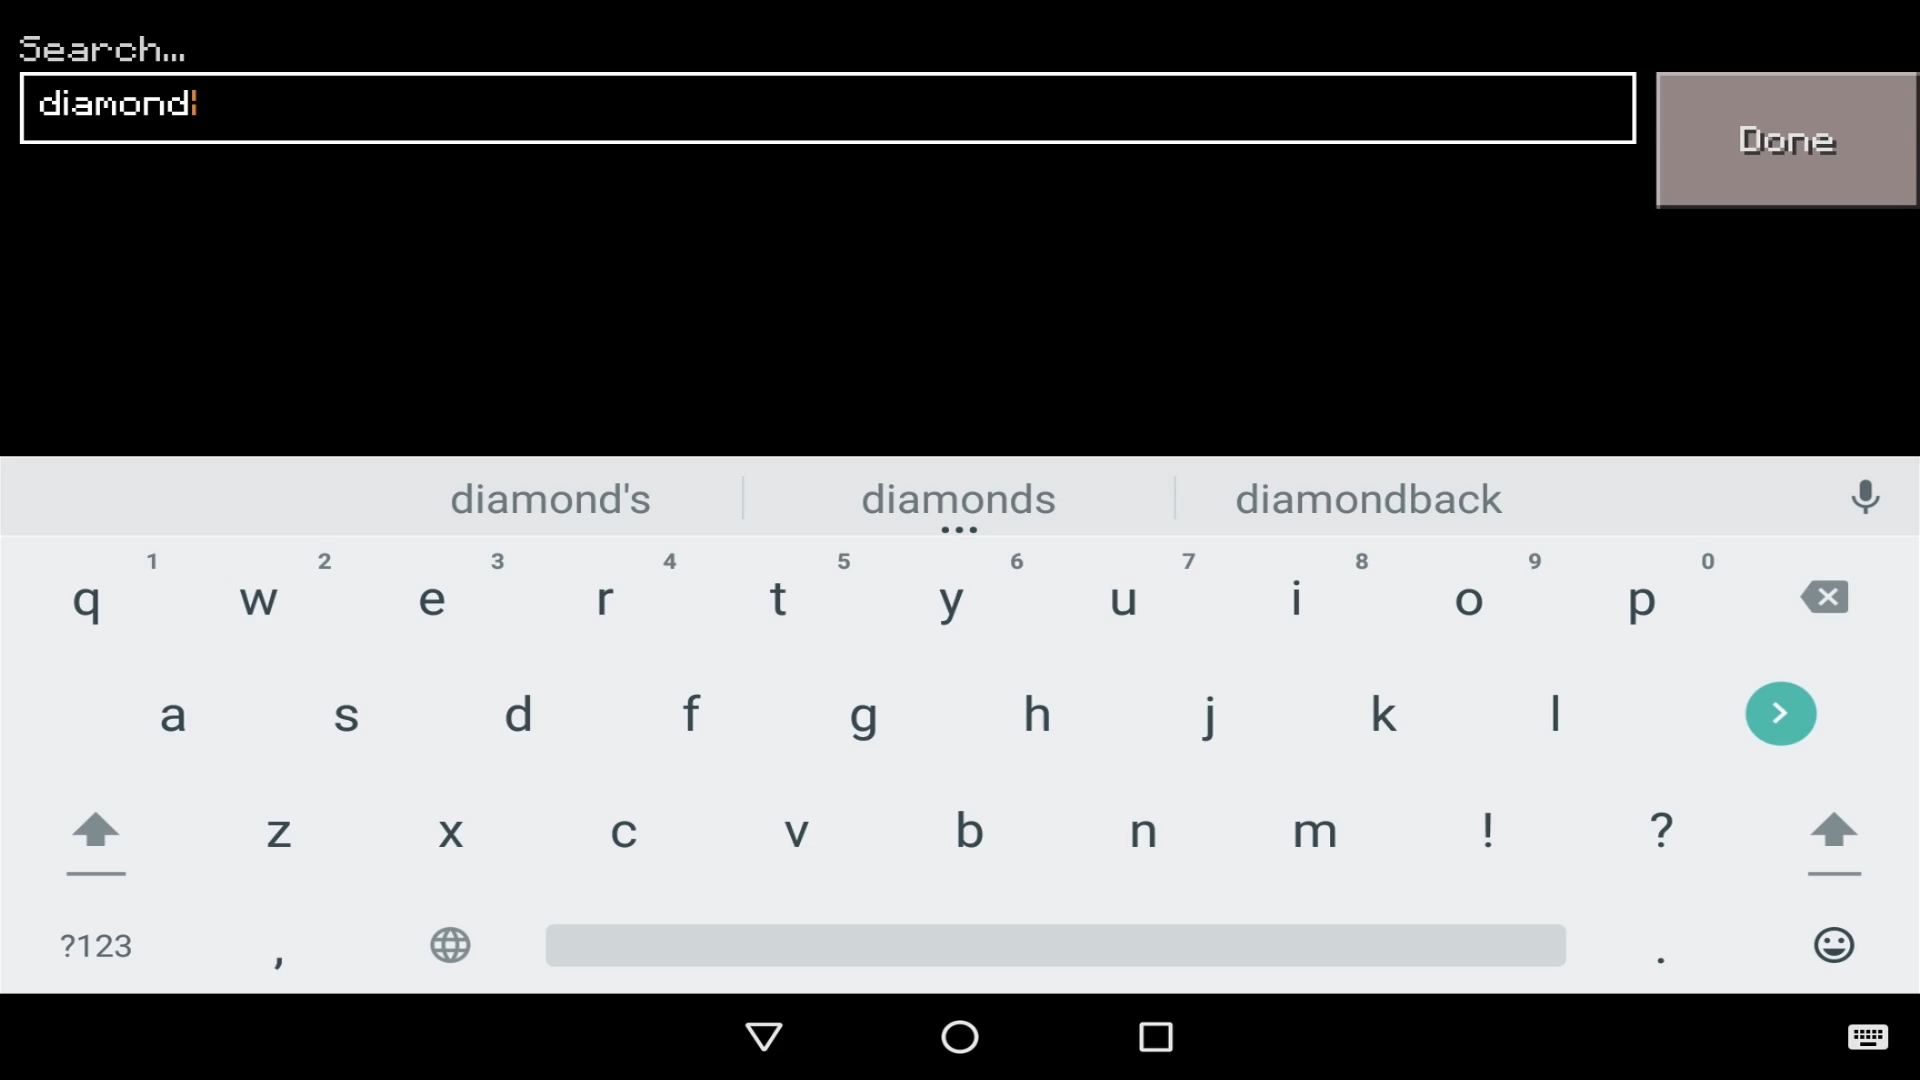 Search...
diamond
Done
diamond's diamonds diamondback
1 2 3 4 5 6 7 8 9 0
q w e r t y u i o p
a s d f g h j k l
z x c v b n m ! ?
?123 , .